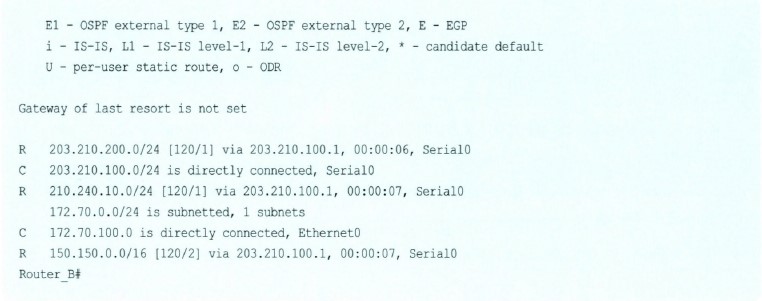 E1 - OSPF external type 1, E2 - OSPF external type 2, E - EGP
i - IS-IS, L1 - IS-IS level-1, L2 - IS-IS level-2, * - candidate default
U - per-user static route, o - ODR
Gateway of last resort is not set
R 203.210.200.0/24 [120/1] via 203.210.100.1, 00:00:06, Serial0
C 203.210.100.0/24 is directly connected, Serial0
R 210.240.10.0/24 [120/1] via 203.210.100.1, 00:00:07, Serial0
172.70.0.0/24 is subnetted, 1 subnets
C 172.70.100.0 is directly connected, Ethernet0
R 150.150.0.0/16 [120/2] via 203.210.100.1, 00:00:07, Serial0
Router_B#